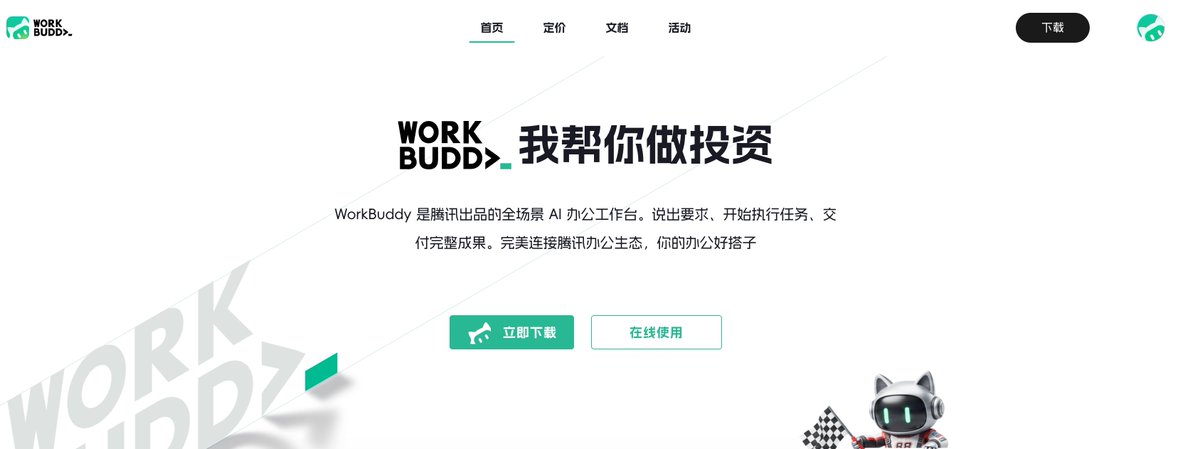 WORK
BUDD>_
首页
定价
文档
活动
下载
WORK
BUDD>_
我帮你做投资
WorkBuddy 是腾讯出品的全场景 AI 办公工作台。说出要求、开始执行任务、交
付完整成果。完美连接腾讯办公生态，你的办公好搭子
立即下载
在线使用
WORK
BUDD>
88